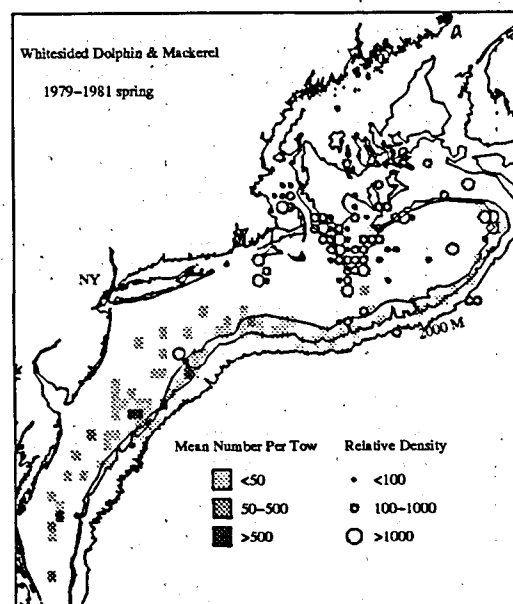 Whitesided Dolphin & Mackerel
1979–1981 spring
NY
2000 M
Mean Number Per Tow
Relative Density
<50
<100
50–500
100–1000
>500
>1000